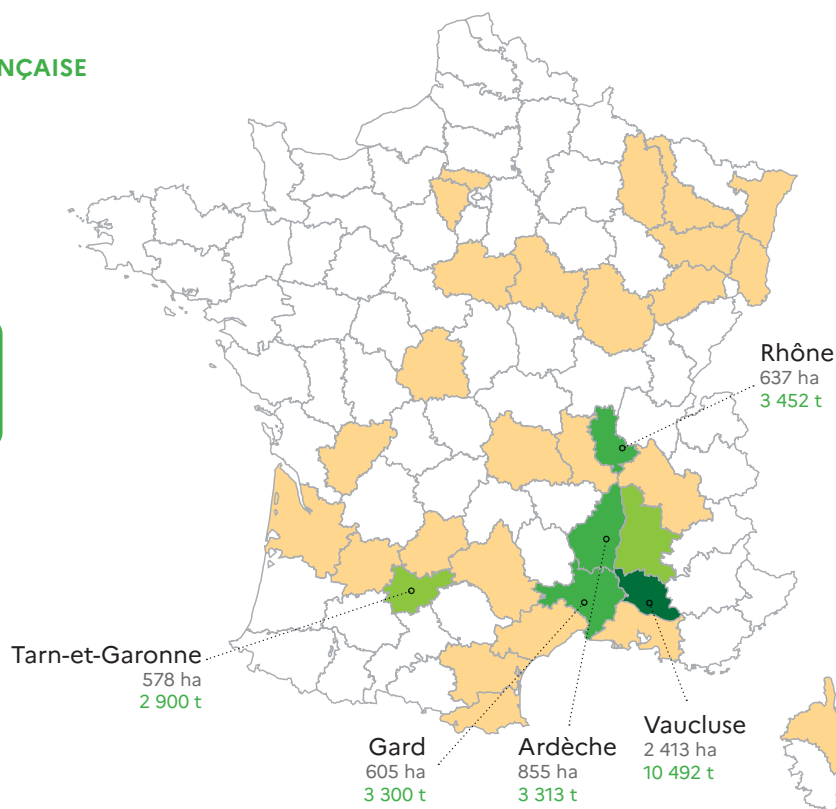 NÇAISE
Rhône
637 ha
3 452 t
Tarn-et-Garonne
578 ha
2 900 t
Gard
605 ha
3 300 t
Ardèche
855 ha
3 313 t
Vaucluse
2 413 ha
10 492 t